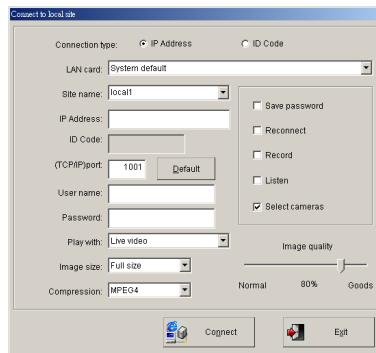 Connect to local site
Connection type: IP Address ID Code
LAN card: System default
Site name: local1
IP Address:
ID Code:
(TCP/IP)port: 1001 Default
User name:
Password:
Play with: Live video
Image size: Full size
Compression: MPEG4
Save password
Reconnect
Record
Listen
Select cameras
Image quality
Normal 80% Goods
Connect Exit